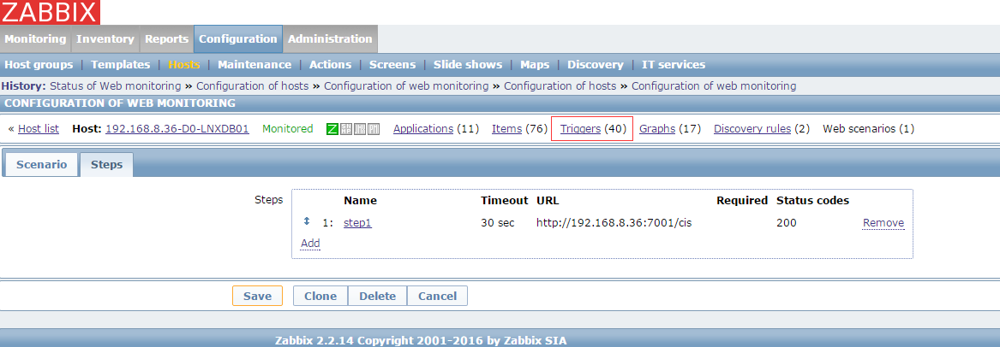 ZABBIX
Monitoring Inventory Reports Configuration Administration
Host groups | Templates | Hosts | Maintenance | Actions | Screens | Slide shows | Maps | Discovery | IT services
History: Status of Web monitoring » Configuration of hosts » Configuration of web monitoring » Configuration of hosts » Configuration of web monitoring
CONFIGURATION OF WEB MONITORING
« Host list Host: 192.168.8.36-D0-LNXDB01 Monitored Z Applications (11) Items (76) Triggers (40) Graphs (17) Discovery rules (2) Web scenarios (1)
Scenario Steps
Steps Name Timeout URL Required Status codes
1: step1 30 sec http://192.168.8.36:7001/cis 200 Remove
Add
Save Clone Delete Cancel
Zabbix 2.2.14 Copyright 2001-2016 by Zabbix SIA